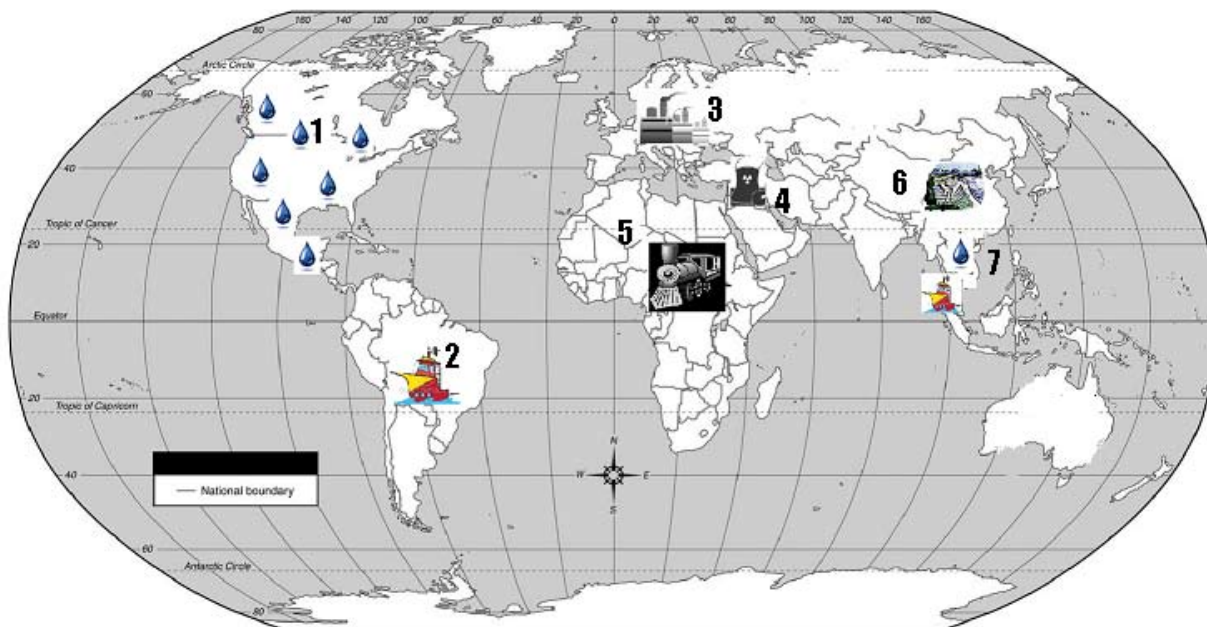 160 140 120 100 80 60 40 20 0 20 40 60 80 100 120 140 160
80
Arctic Circle
60
3
1
40
6
4
Tropic of Cancer
5
20
7
Equator
2
20
Tropic of Capricorn
N
W E
S
40
National boundary
60
Antarctic Circle
80